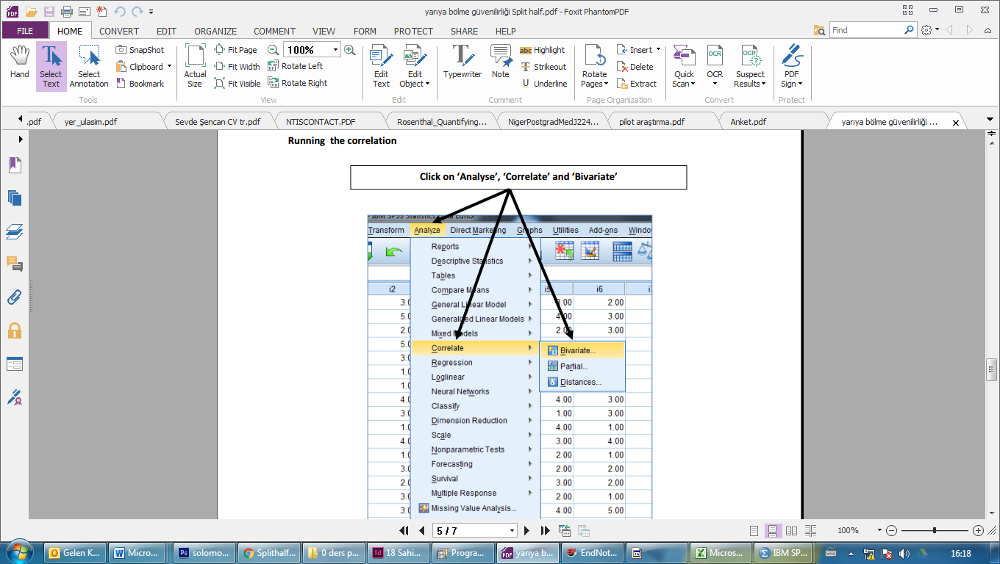 yarıya bölme güvenilirliği Split half.pdf - Foxit PhantomPDF
FILE HOME CONVERT EDIT ORGANIZE COMMENT VIEW FORM PROTECT SHARE HELP
Find
Hand
Select Text
Select Annotation
SnapShot
Clipboard
Bookmark
Tools
Actual Size
Fit Page
Fit Width
Fit Visible
100%
Rotate Left
Rotate Right
View
Edit Text
Edit Object
Edit
Typewriter
Note
Highlight
Strikeout
Underline
Comment
Rotate Pages
Insert
Delete
Extract
Page Organization
Quick Scan
OCR
Suspect Results
Convert
PDF Sign
Protect
.pdf yer_ulasim.pdf Sevde Şencan CV tr.pdf NTISCONTACT.PDF Rosenthal_Quantifying... NigerPostgradMedJ224... pilot araştırma.pdf Anket.pdf yarıya bölme güvenilirliği ...
Running the correlation
Click on ‘Analyse’, ‘Correlate’ and ‘Bivariate’
Transform Analyze Direct Marketing Graphs Utilities Add-ons Windo
Reports
Descriptive Statistics
Tables
Compare Means
General Linear Model
Generalized Linear Models
Mixed Models
Correlate
Regression
Loglinear
Neural Networks
Classify
Dimension Reduction
Scale
Nonparametric Tests
Forecasting
Survival
Multiple Response
Missing Value Analysis...
Bivariate...
Partial...
Distances...
i2 i5 i6
3.0 3.00 2.00
5.0 4.00 3.00
2.0 2.00 3.00
5.0
3.0
1.0
1.0
4.0 4.00 3.00
3.0 1.00 3.00
1.0 4.00 1.00
4.0 3.00 4.00
1.0 2.00 1.00
3.0 2.00 2.00
2.0 3.00 2.00
3.0 2.00 1.00
3.0 4.00 5.00
5 / 7
100%
Gelen K... Micro... solomo... Splithalf... 0 ders p... 18 Sahi... Progra... yarıya b... EndNot... Micros... IBM SP... 16:18